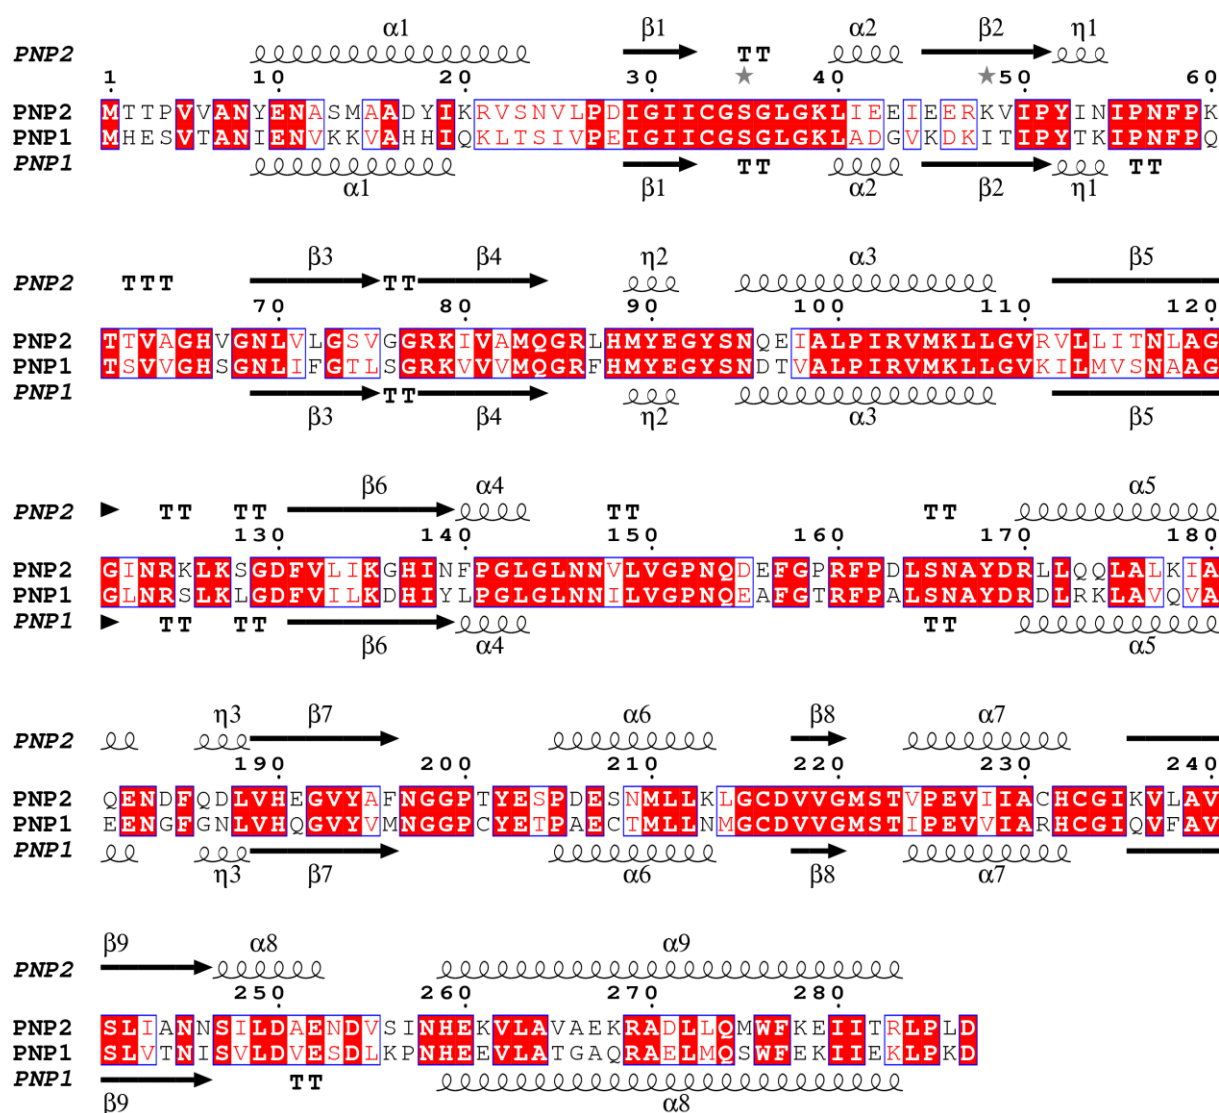 α1 β1 α2 β2 η1
PNP2 TT
1 10 20 30 ★ 40 ★ 50 60
PNP2 MTTPVVANYENASMAADYIKRVSNVLPDIGIICGSGLGKLIEEIEERKVIPYINIPNFPK
PNP1 MHESVTANIENVKKVAHHIQKLTSIVPEIGIICGSGLGKLADGVKDKITIPYTKIPNFPQ
PNP1 TT TT
α1 β1 α2 β2 η1
β3 β4 η2 α3 β5
PNP2 TTT TT
70 80 90 100 110 120
PNP2 TTVAGHVGNLVLGSVGGRKIVAMQGRLHMYEGYSNQEIALPIRVMKLLGVRVLLITNLAG
PNP1 TSVVGHSGNLIFGTLSGRKVVVMQGRFHMYEGYSNDTVALPIRVMKLLGVKILMVSNAAG
PNP1 TT
β3 β4 η2 α3 β5
β6 α4 α5
PNP2 TT TT TT TT
130 140 150 160 170 180
PNP2 GINRKLKSGDFVLIKGHINFPGLGLNNVLVGPNQDEFGPRFPDLSNAYDRLLQQLALKIA
PNP1 GLNRSLKLGDFVILKDHIYLPGLGLNNILVGPNQEAFGTRFPALSNAYDRDLRKLAVQVA
PNP1 TT TT TT
β6 α4 α5
η3 β7 α6 β8 α7
PNP2
190 200 210 220 230 240
PNP2 QENDFQDLVHEGVYAFNGGPTYESPDESNMLLKLGCDVVGMSTVPEVIIACHCGIKVLAV
PNP1 EENGFGNLVHQGVYVMNGGPCYETPAECTMLLNMGCDVVGMSTIPEVVIARHCGIQVFAV
PNP1
η3 β7 α6 β8 α7
β9 α8 α9
PNP2
250 260 270 280
PNP2 SLIANNSILDAENDVSINHEKVLAVAEKRADLLQMWFKEIITRLPLD
PNP1 SLVTNISVLDVESDLKPNHEEVLATGAQRAELMQSWFEKIIEKLPKD
PNP1 TT
β9 α8